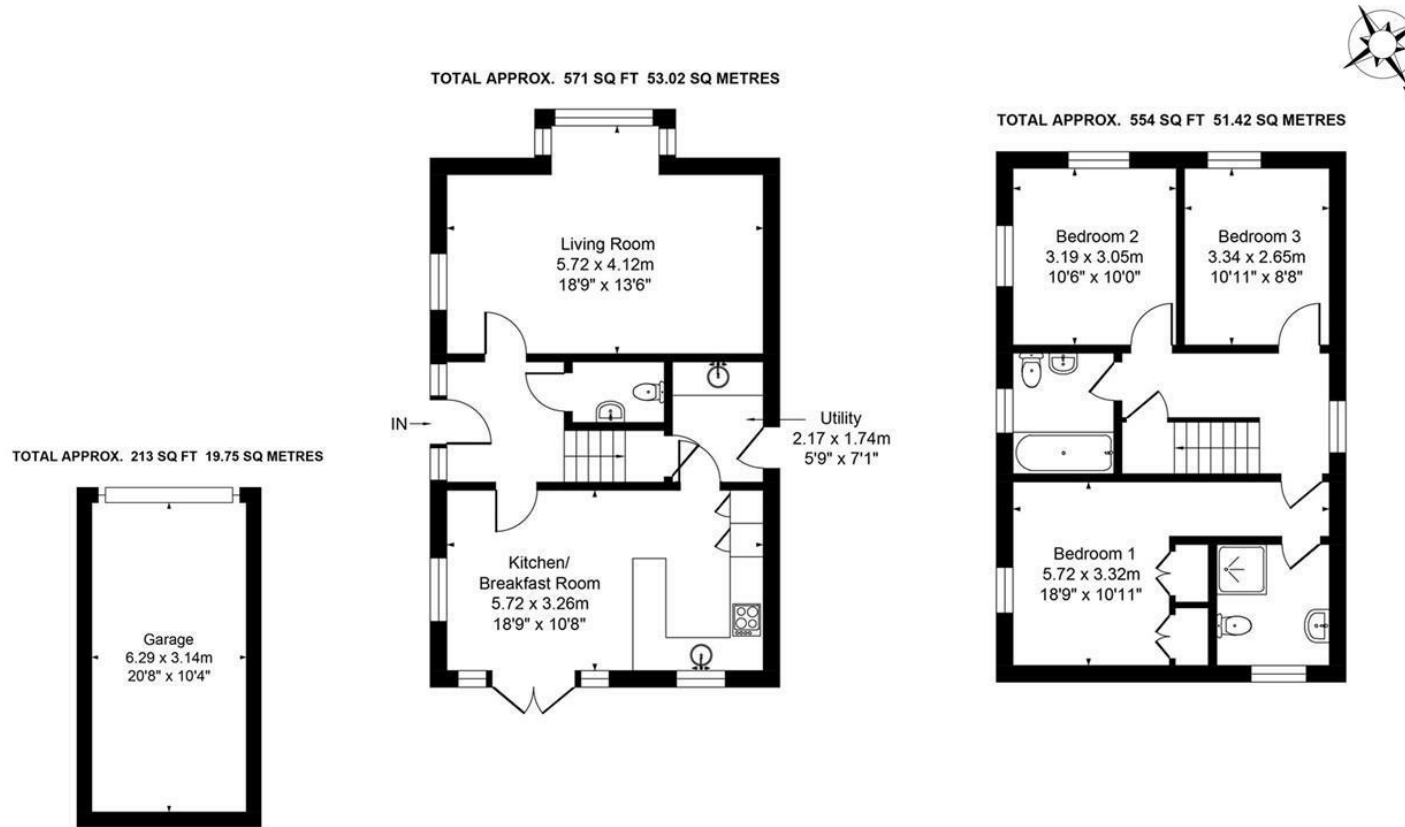 TOTAL APPROX. 571 SQ FT 53.02 SQ METRES
Living Room
5.72 x 4.12m
18'9" x 13'6"
IN
Utility
2.17 x 1.74m
5'9" x 7'1"
Kitchen/
Breakfast Room
5.72 x 3.26m
18'9" x 10'8"
TOTAL APPROX. 213 SQ FT 19.75 SQ METRES
Garage
6.29 x 3.14m
20'8" x 10'4"
TOTAL APPROX. 554 SQ FT 51.42 SQ METRES
Bedroom 2
3.19 x 3.05m
10'6" x 10'0"
Bedroom 3
3.34 x 2.65m
10'11" x 8'8"
Bedroom 1
5.72 x 3.32m
18'9" x 10'11"